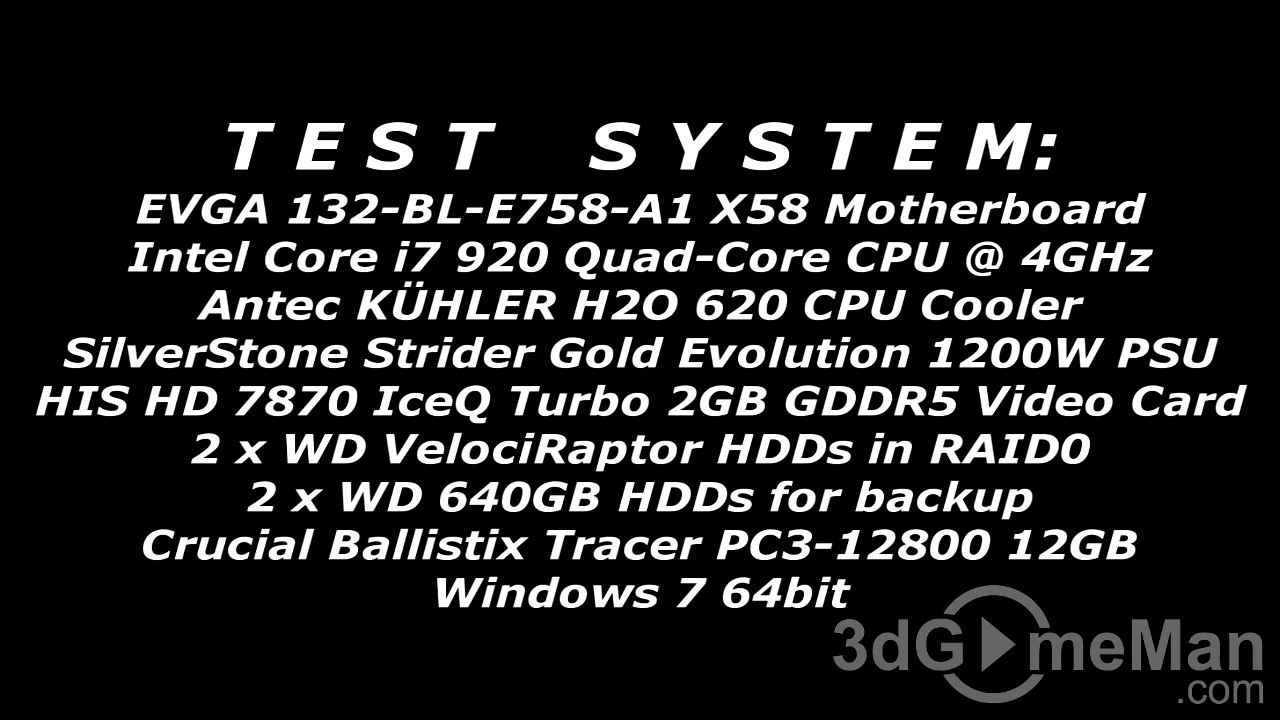 TEST SYSTEM:
EVGA 132-BL-E758-A1 X58 Motherboard
Intel Core i7 920 Quad-Core CPU @ 4GHz
Antec KÜHLER H2O 620 CPU Cooler
SilverStone Strider Gold Evolution 1200W PSU
HIS HD 7870 IceQ Turbo 2GB GDDR5 Video Card
2 x WD VelociRaptor HDDs in RAID0
2 x WD 640GB HDDs for backup
Crucial Ballistix Tracer PC3-12800 12GB
Windows 7 64bit
3dGameMan
.com